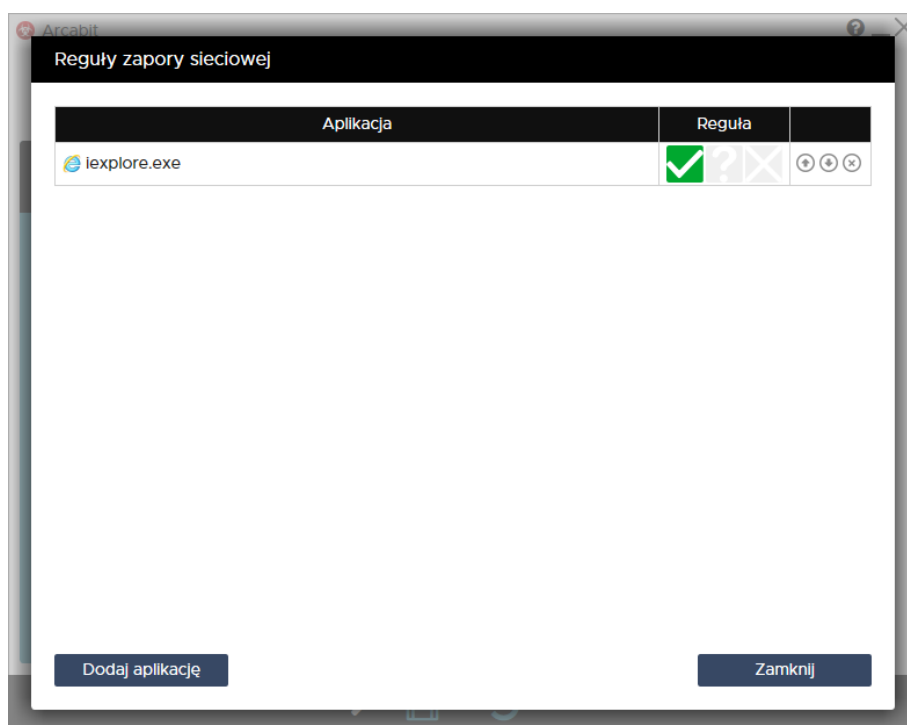 Arcabit
Reguły zapory sieciowej
Aplikacja Reguła
iexplore.exe
Dodaj aplikację Zamknij